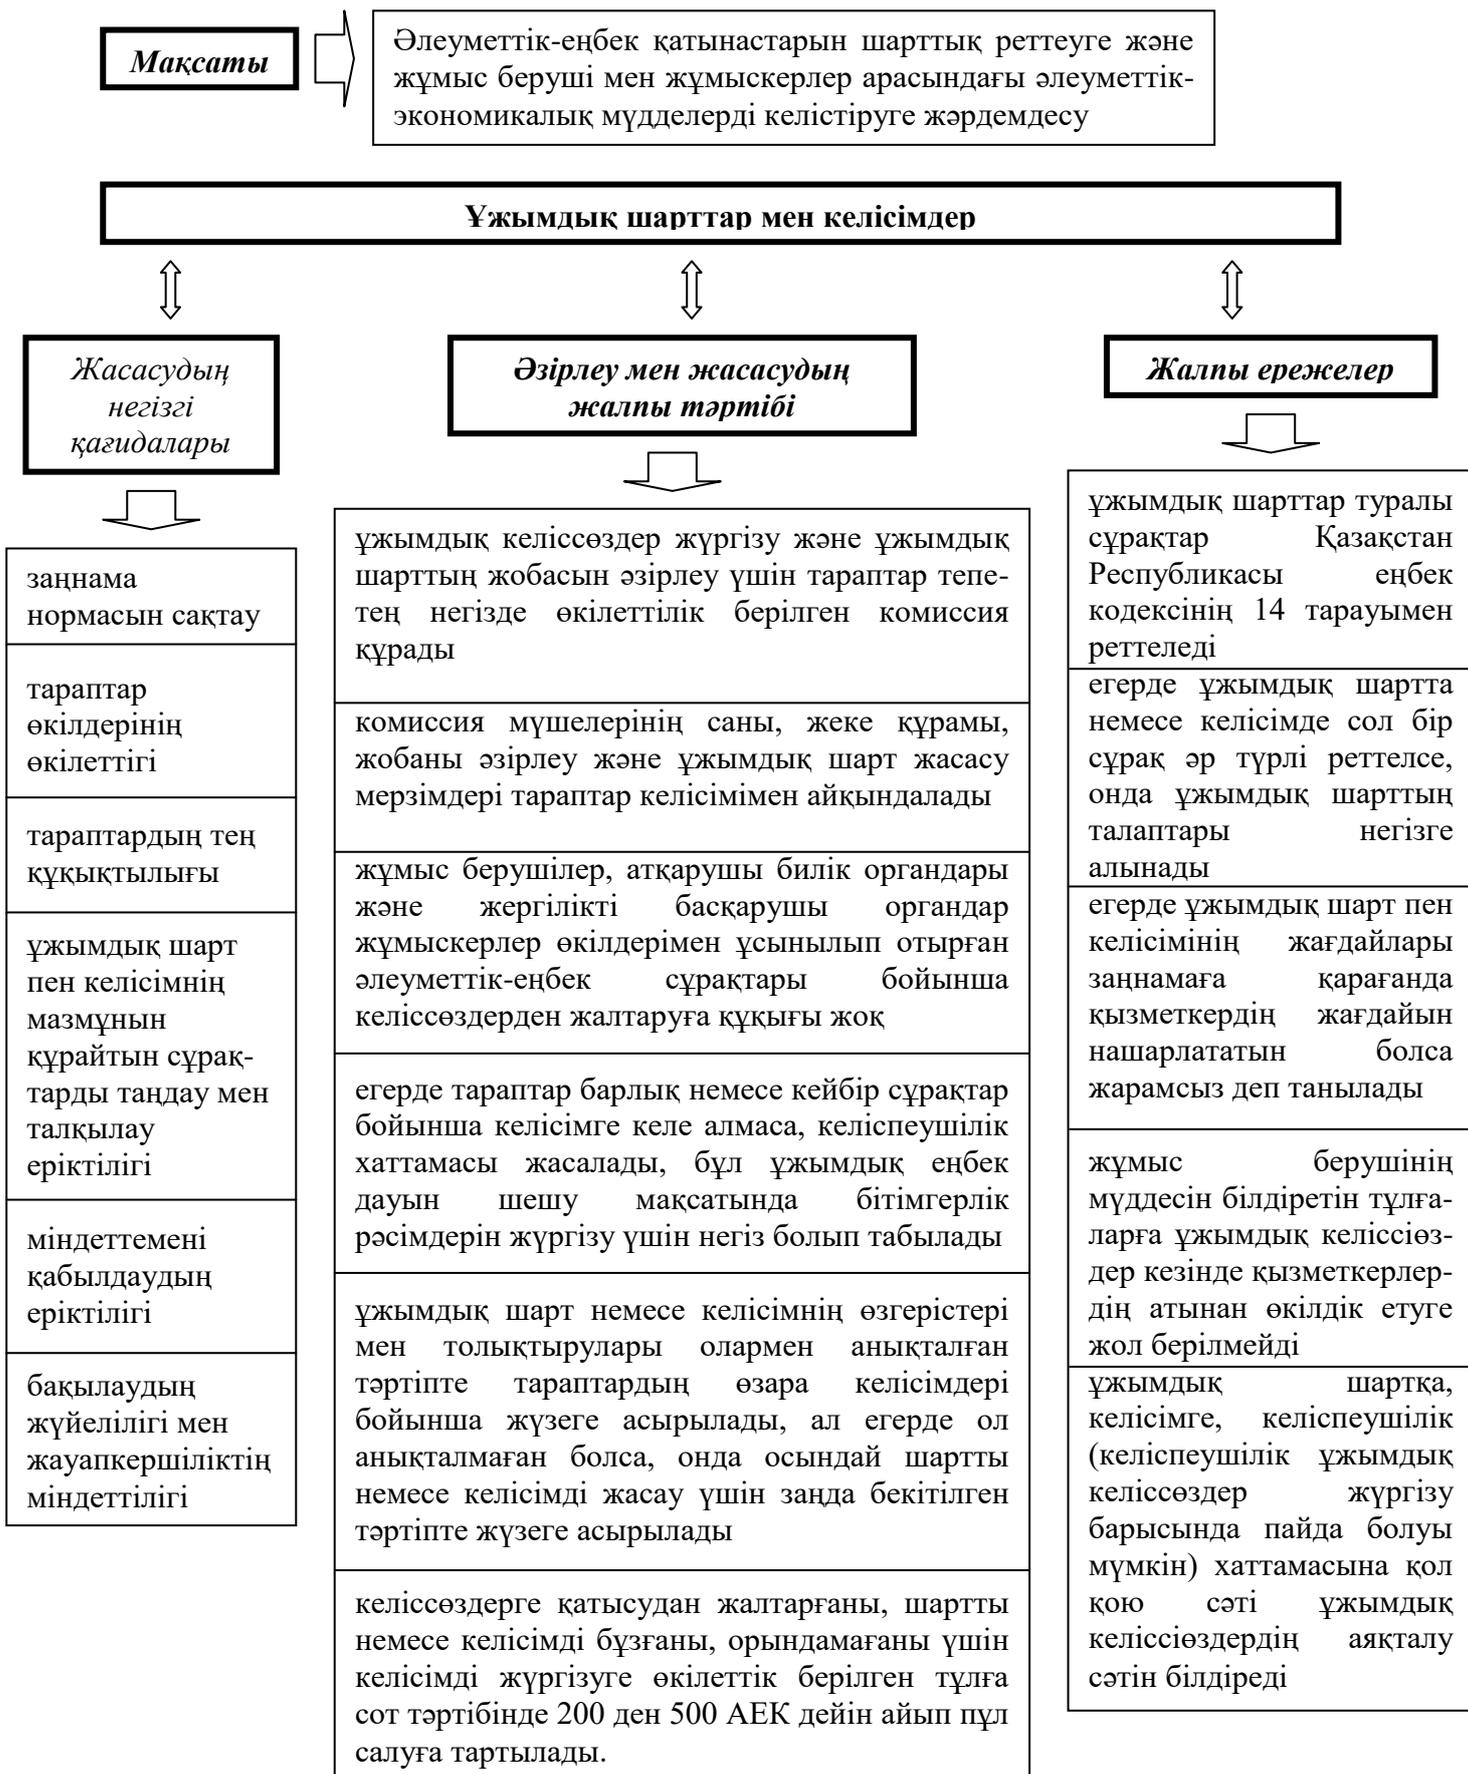 Мақсаты
Әлеуметтік-еңбек қатынастарын шарттық реттеуге және
жұмыс беруші мен жұмыскерлер арасындағы әлеуметтік-
экономикалық мүдделерді келістіруге жәрдемдесу
Ұжымдық шарттар мен келісімдер
Жасасудың
негізгі
қағидалары
заңнама
нормасын сақтау
тараптар
өкілдерінің
өкілеттігі
тараптардың тең
құқықтылығы
ұжымдық шарт
пен келісімнің
мазмұнын
құрайтын сұрақ-
тарды таңдау мен
талқылау
еріктілігі
міндеттемені
қабылдаудың
еріктілігі
бақылаудың
жүйелілігі мен
жауапкершіліктің
міндеттілігі
Әзірлеу мен жасасудың
жалпы тәртібі
ұжымдық келіссөздер жүргізу және ұжымдық
шарттың жобасын әзірлеу үшін тараптар тепе-
тең негізде өкілеттілік берілген комиссия
құрады
комиссия мүшелерінің саны, жеке құрамы,
жобаны әзірлеу және ұжымдық шарт жасасу
мерзімдері тараптар келісімімен айқындалады
жұмыс берушілер, атқарушы билік органдары
және жергілікті басқарушы органдар
жұмыскерлер өкілдерімен ұсынылып отырған
әлеуметтік-еңбек сұрақтары бойынша
келіссөздерден жалтаруға құқығы жоқ
егерде тараптар барлық немесе кейбір сұрақтар
бойынша келісімге келе алмаса, келіспеушілік
хаттамасы жасалады, бұл ұжымдық еңбек
дауын шешу мақсатында бітімгерлік
рәсімдерін жүргізу үшін негіз болып табылады
ұжымдық шарт немесе келісімнің өзгерістері
мен толықтырулары олармен анықталған
тәртіпте тараптардың өзара келісімдері
бойынша жүзеге асырылады, ал егерде ол
анықталмаған болса, онда осындай шартты
немесе келісімді жасау үшін заңда бекітілген
тәртіпте жүзеге асырылады
келіссөздерге қатысудан жалтарғаны, шартты
немесе келісімді бұзғаны, орындамағаны үшін
келісімді жүргізуге өкілеттік берілген тұлға
сот тәртібінде 200 ден 500 АЕК дейін айып пұл
салуға тартылады.
Жалпы ережелер
ұжымдық шарттар туралы
сұрақтар Қазақстан
Республикасы еңбек
кодексінің 14 тарауымен
реттеледі
егерде ұжымдық шартта
немесе келісімде сол бір
сұрақ әр түрлі реттелсе,
онда ұжымдық шарттың
талаптары негізге
алынады
егерде ұжымдық шарт пен
келісімінің жағдайлары
заңнамаға қарағанда
қызметкердің жағдайын
нашарлататын болса
жарамсыз деп танылады
жұмыс берушінің
мүддесін білдіретін тұлға-
ларға ұжымдық келіссіөз-
дер кезінде қызметкерлер-
дің атынан өкілдік етуге
жол берілмейді
ұжымдық шартқа,
келісімге, келіспеушілік
(келіспеушілік ұжымдық
келіссөздер жүргізу
барысында пайда болуы
мүмкін) хаттамасына қол
қою сәті ұжымдық
келіссіөздердің аяқталу
сәтін білдіреді